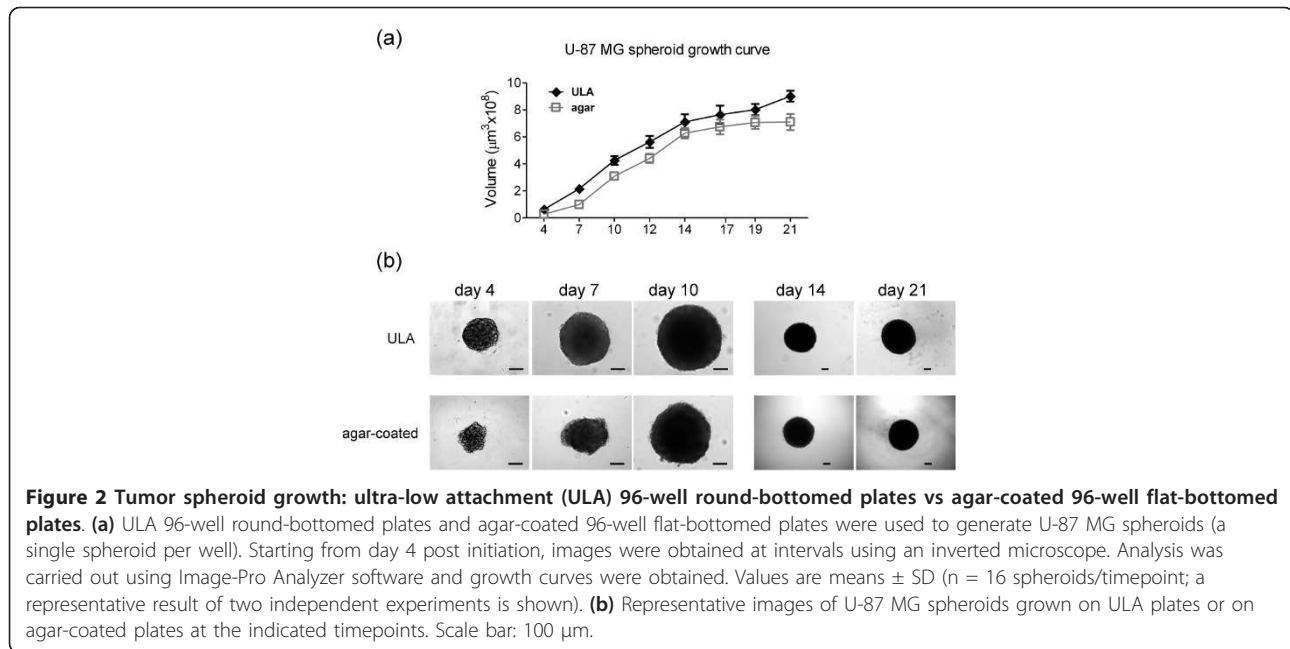 (a)
U-87 MG spheroid growth curve
Volume (μm³x10⁸)
10
8
6
4
2
0
ULA
agar
4 7 10 12 14 17 19 21
(b)
day 4 day 7 day 10 day 14 day 21
ULA
agar-coated
Figure 2 Tumor spheroid growth: ultra-low attachment (ULA) 96-well round-bottomed plates vs agar-coated 96-well flat-bottomed
plates. (a) ULA 96-well round-bottomed plates and agar-coated 96-well flat-bottomed plates were used to generate U-87 MG spheroids (a
single spheroid per well). Starting from day 4 post initiation, images were obtained at intervals using an inverted microscope. Analysis was
carried out using Image-Pro Analyzer software and growth curves were obtained. Values are means ± SD (n = 16 spheroids/timepoint; a
representative result of two independent experiments is shown). (b) Representative images of U-87 MG spheroids grown on ULA plates or on
agar-coated plates at the indicated timepoints. Scale bar: 100 μm.